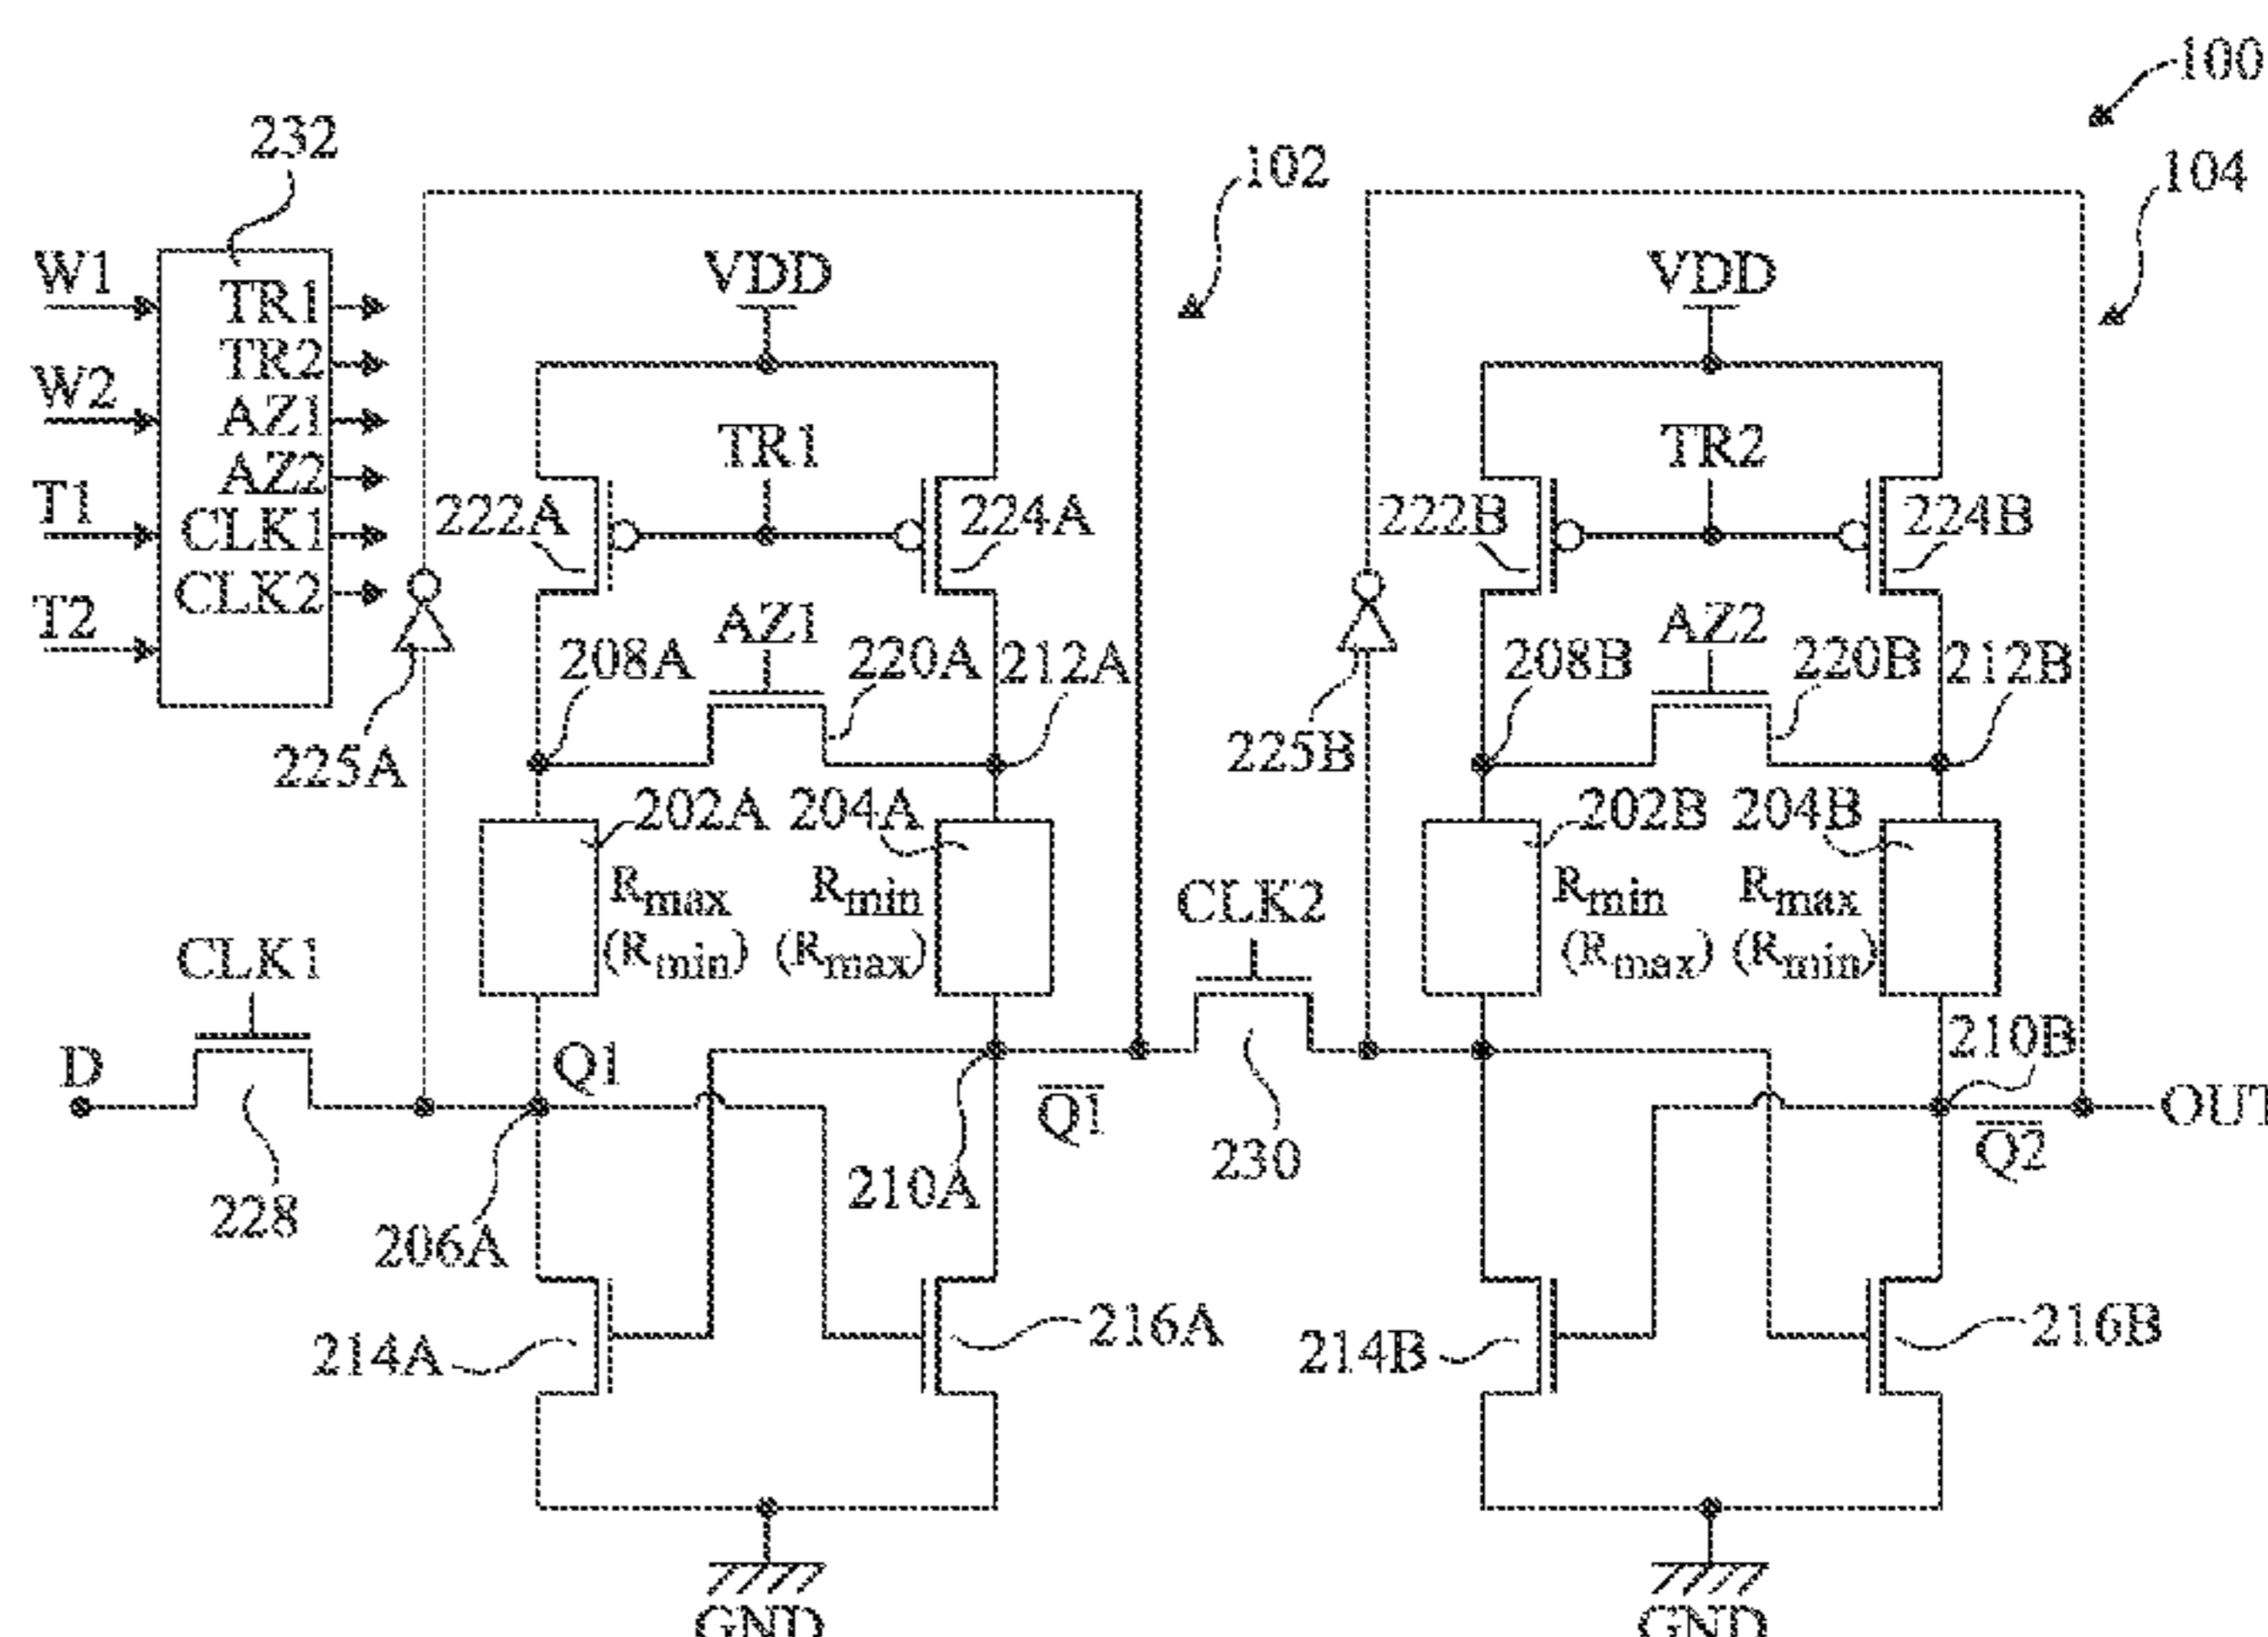 100
232
102
104
W1
TR1
VDD
VDD
TR2
W2
AZ1
TR1
TR2
AZ2
T1
CLK1
222A
224A
222B
224B
CLK2
T2
AZ1
AZ2
208A
220A
212A
208B
220B
212B
225A
225B
202A
204A
202B
204B
Rmax
Rmin
CLK2
Rmin
Rmax
(Rmin)
(Rmax)
(Rmax)
(Rmin)
CLK1
D
Q1
Q1
210B
OUT
Q2
228
206A
210A
230
214A
216A
214B
216B
GND
GND